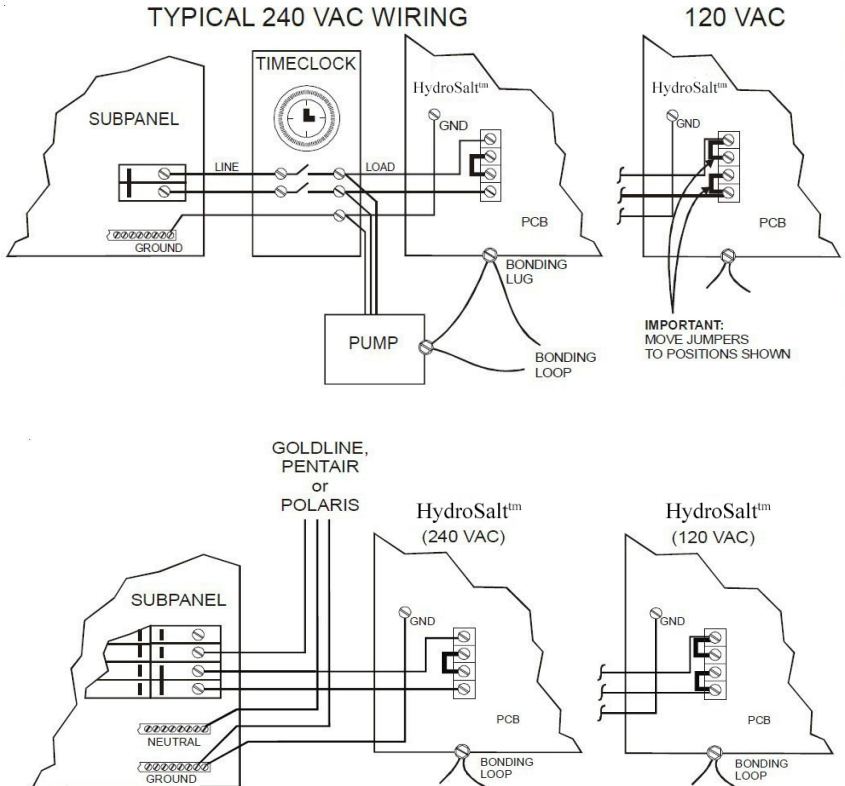 TYPICAL 240 VAC WIRING
120 VAC
TIMECLOCK
HydroSalt™
HydroSalt™
SUBPANEL
GND
GND
LINE
LOAD
PCB
PCB
GROUND
BONDING
LUG
PUMP
BONDING
LOOP
IMPORTANT:
MOVE JUMPERS
TO POSITIONS SHOWN
GOLDLINE,
PENTAIR
or
POLARIS
HydroSalt™
(240 VAC)
HydroSalt™
(120 VAC)
SUBPANEL
GND
GND
PCB
PCB
NEUTRAL
GROUND
BONDING
LOOP
BONDING
LOOP